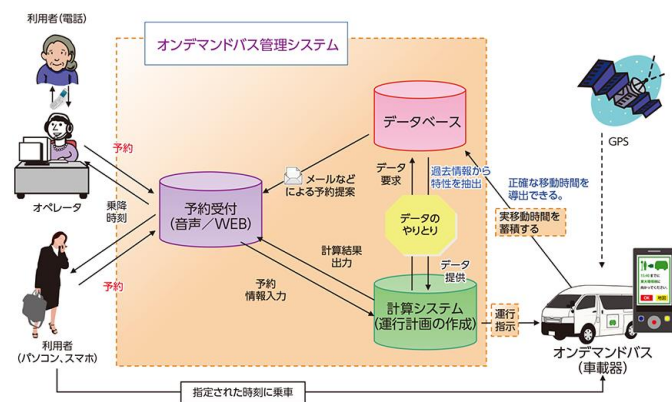 利用者(電話)
オンデマンドバス管理システム
データベース
GPS
予約
オペレータ
乗降
時刻
予約受付
(音声／WEB)
メールなど
による予約提案
データ
要求
過去情報から
特性を抽出
正確な移動時間を
導出できる。
実移動時間を
蓄積する
データの
やりとり
計算結果
出力
データ
提供
予約
予約
情報入力
計算システム
(運行計画の作成)
運行
指示
利用者
(パソコン、スマホ)
オンデマンドバス
(車載器)
指定された時刻に乗車